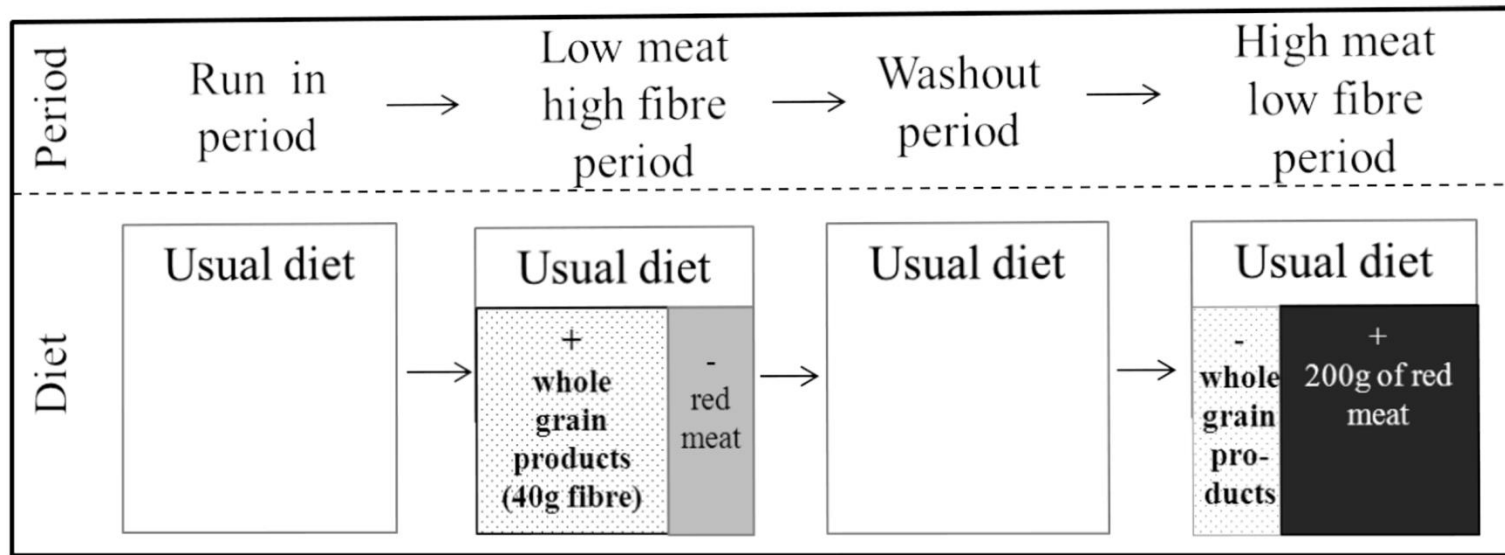 Period
Run in
period
Low meat
high fibre
period
Washout
period
High meat
low fibre
period
Diet
Usual diet
Usual diet
+
whole
grain
products
(40g fibre)
-
red
meat
Usual diet
Usual diet
-
whole
grain
pro-
ducts
+
200g of red
meat